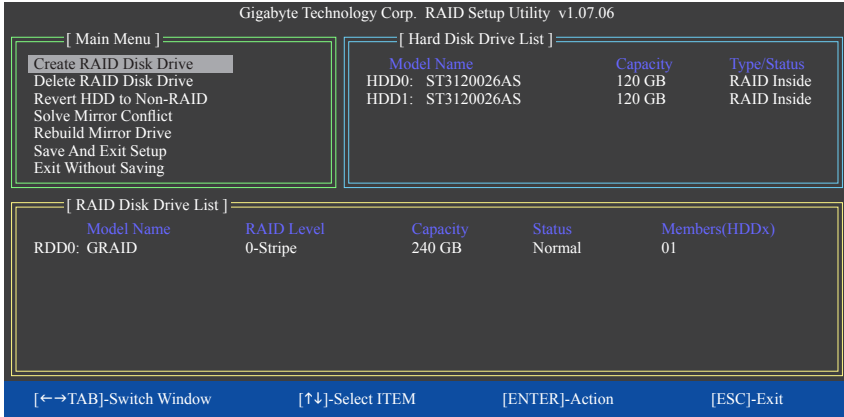 Gigabyte Technology Corp. RAID Setup Utility v1.07.06
[ Main Menu ]
Create RAID Disk Drive
Delete RAID Disk Drive
Revert HDD to Non-RAID
Solve Mirror Conflict
Rebuild Mirror Drive
Save And Exit Setup
Exit Without Saving
[ Hard Disk Drive List ]
Model Name Capacity Type/Status
HDD0: ST3120026AS 120 GB RAID Inside
HDD1: ST3120026AS 120 GB RAID Inside
[ RAID Disk Drive List ]
Model Name RAID Level Capacity Status Members(HDDx)
RDD0: GRAID 0-Stripe 240 GB Normal 01
[←→TAB]-Switch Window [↑↓]-Select ITEM [ENTER]-Action [ESC]-Exit